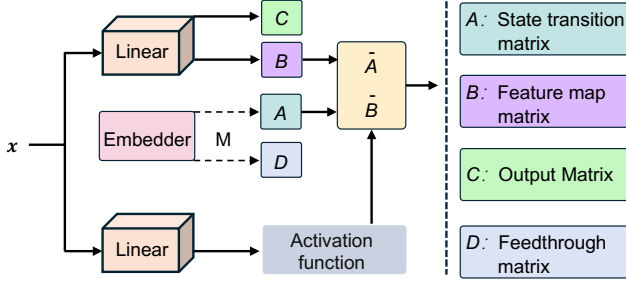 C
Linear
B
-
A
-
B
x
Embedder
M
A
D
Linear
Activation
function
A: State transition
matrix
B: Feature map
matrix
C: Output Matrix
D: Feedthrough
matrix